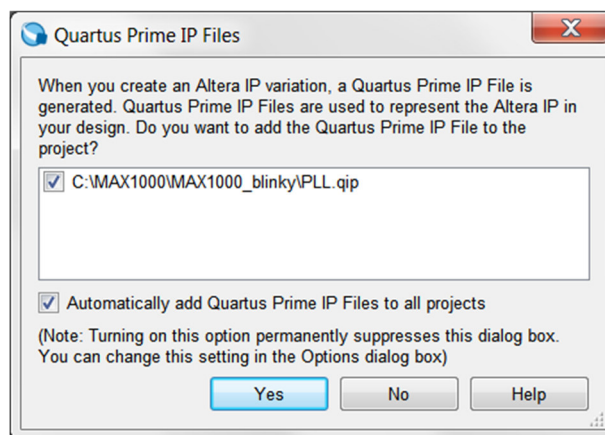 Quartus Prime IP Files
When you create an Altera IP variation, a Quartus Prime IP File is
generated. Quartus Prime IP Files are used to represent the Altera IP in
your design. Do you want to add the Quartus Prime IP File to the
project?
C:\MAX1000\MAX1000_blinky\PLL.qip
Automatically add Quartus Prime IP Files to all projects
(Note: Turning on this option permanently suppresses this dialog box.
You can change this setting in the Options dialog box)
Yes No Help